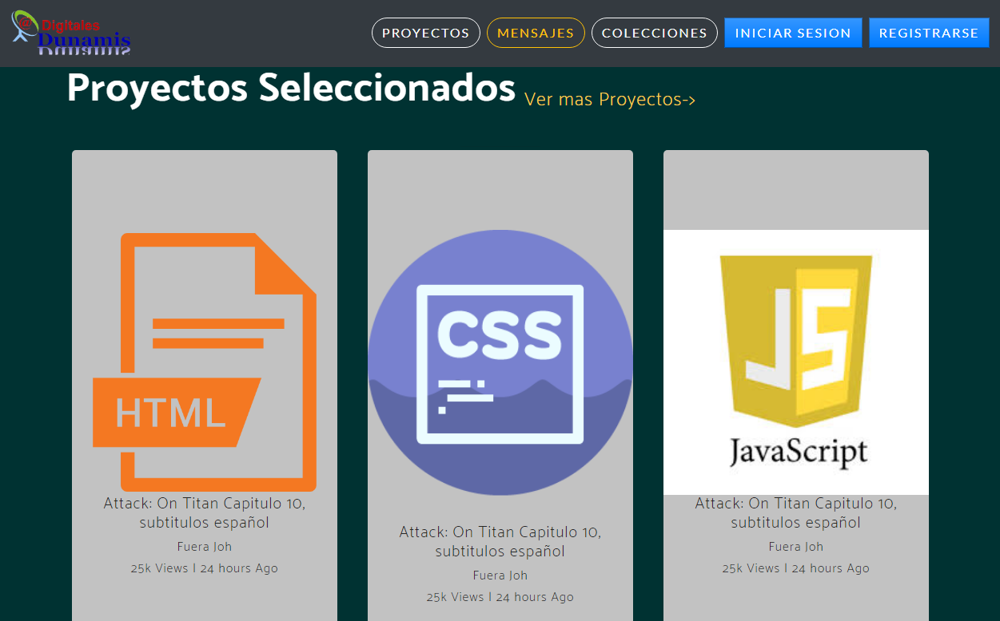 @
Digitales
Dunamis
PROYECTOS
MENSAJES
COLECCIONES
INICIAR SESION
REGISTRARSE
Proyectos Seleccionados
Ver mas Proyectos->
HTML
Attack: On Titan Capitulo 10,
subtitulos español
Fuera Joh
25k Views | 24 hours Ago
CSS
Attack: On Titan Capitulo 10,
subtitulos español
Fuera Joh
25k Views | 24 hours Ago
JS
JavaScript
Attack: On Titan Capitulo 10,
subtitulos español
Fuera Joh
25k Views | 24 hours Ago